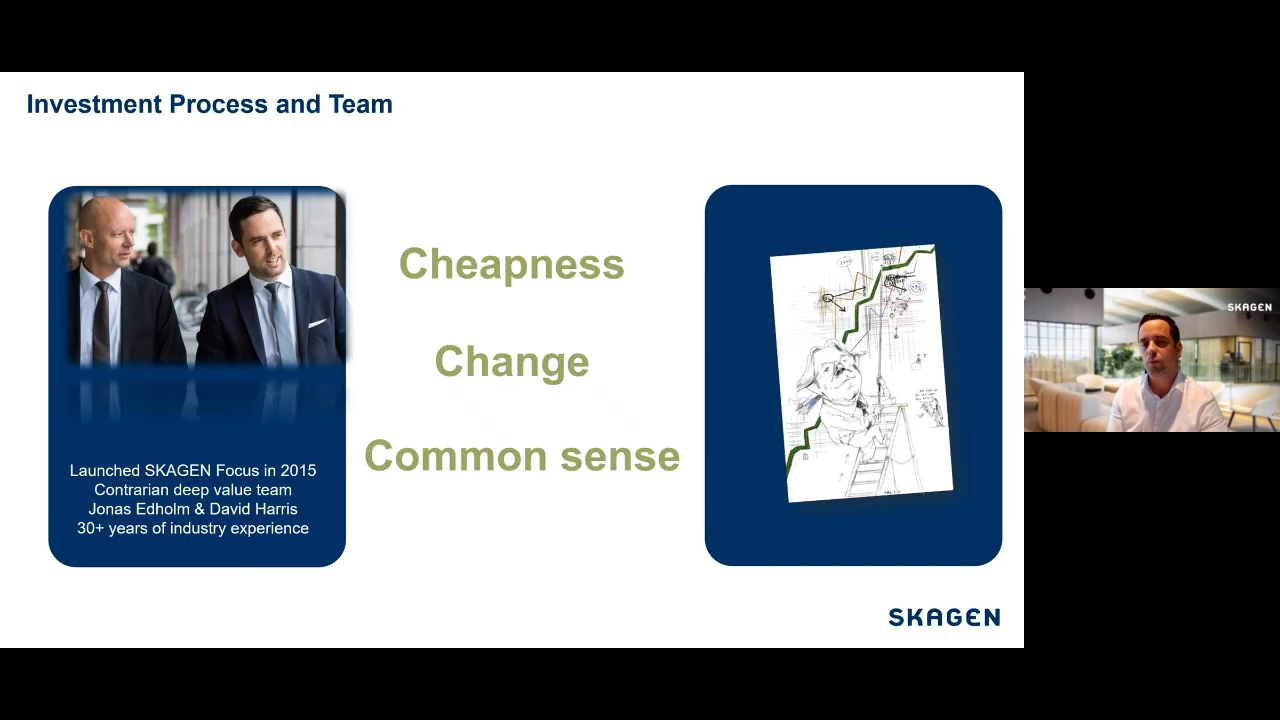 Investment Process and Team
Launched SKAGEN Focus in 2015
Contrarian deep value team
Jonas Edholm & David Harris
30+ years of industry experience
Cheapness
Change
Common sense
SKAGEN
SKAGEN